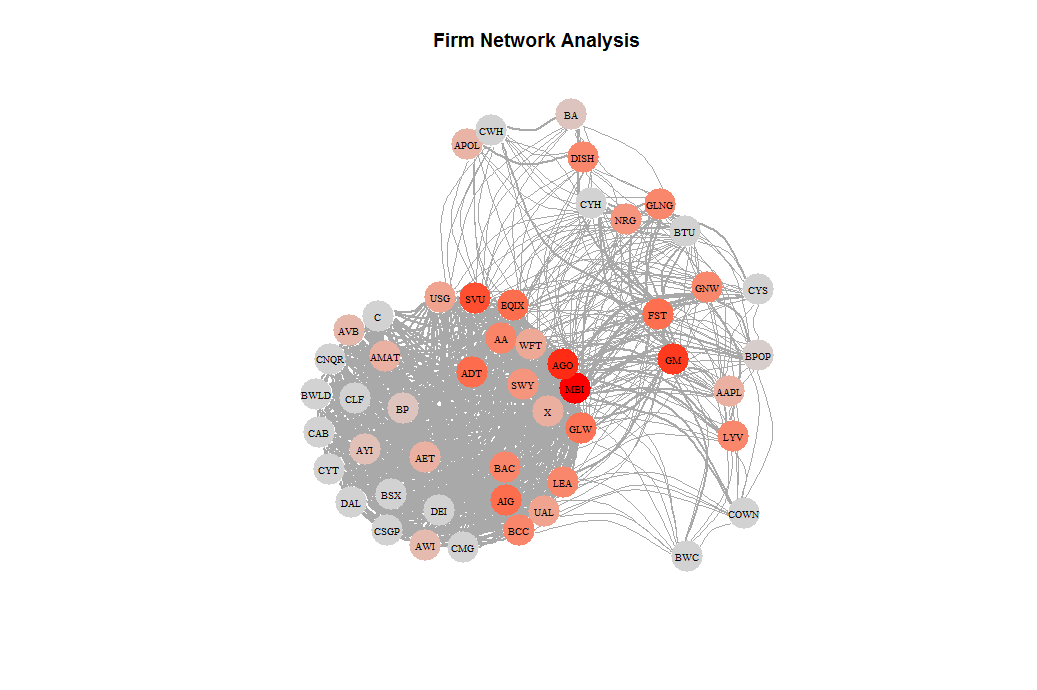 Firm Network Analysis
BA
CWH
APOL
DISH
CYH
GLNG
NRG
BTU
GNW
CYS
USG
SVU
EQIX
FST
C
AVB
AA
WFT
AMAT
CNQR
AGO
GM
BPOP
ADT
SWY
MBI
AAPL
BWLD
CLF
BP
X
CAB
GLW
LYV
AYI
AET
CYT
BAC
LEA
BSX
DAL
AIG
DEI
UAL
COWN
CSGP
BCC
AWI
CMG
BWC